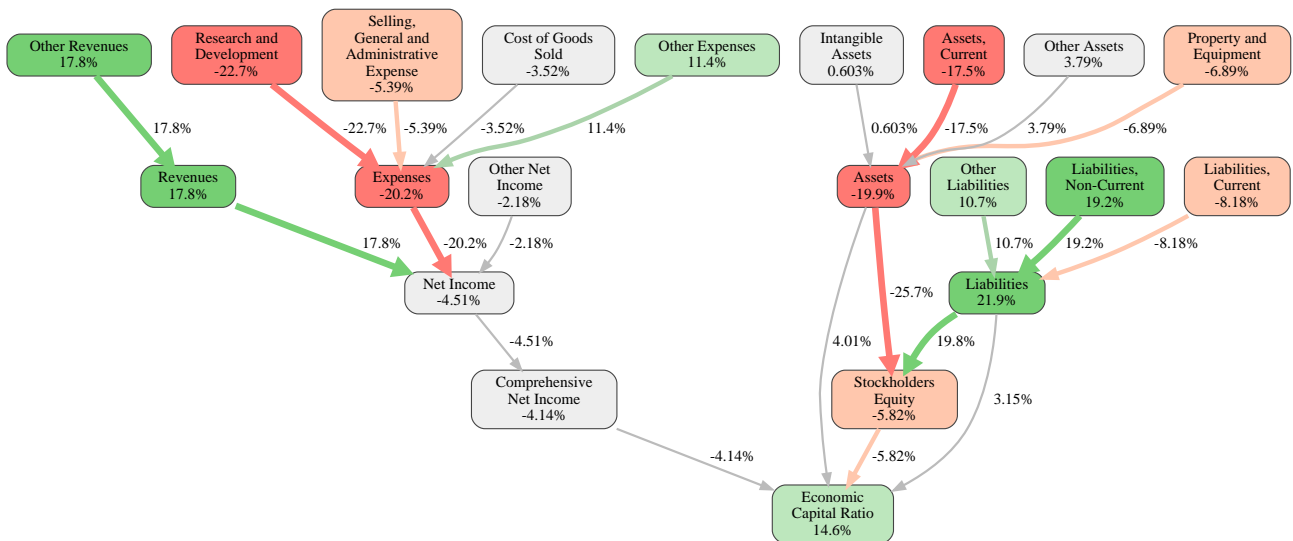 Other Revenues
17.8%
Research and
Development
-22.7%
Selling,
General and
Administrative
Expense
-5.39%
Cost of Goods
Sold
-3.52%
Other Expenses
11.4%
Intangible
Assets
0.603%
Assets,
Current
-17.5%
Other Assets
3.79%
Property and
Equipment
-6.89%
17.8%
-22.7%
-5.39%
-3.52%
11.4%
0.603%
-17.5%
3.79%
-6.89%
Revenues
17.8%
Expenses
-20.2%
Other Net
Income
-2.18%
Assets
-19.9%
Other
Liabilities
10.7%
Liabilities,
Non-Current
19.2%
Liabilities,
Current
-8.18%
17.8%
-20.2%
-2.18%
10.7%
19.2%
-8.18%
Net Income
-4.51%
-25.7%
Liabilities
21.9%
-4.51%
4.01%
19.8%
Comprehensive
Net Income
-4.14%
Stockholders
Equity
-5.82%
3.15%
-4.14%
-5.82%
Economic
Capital Ratio
14.6%